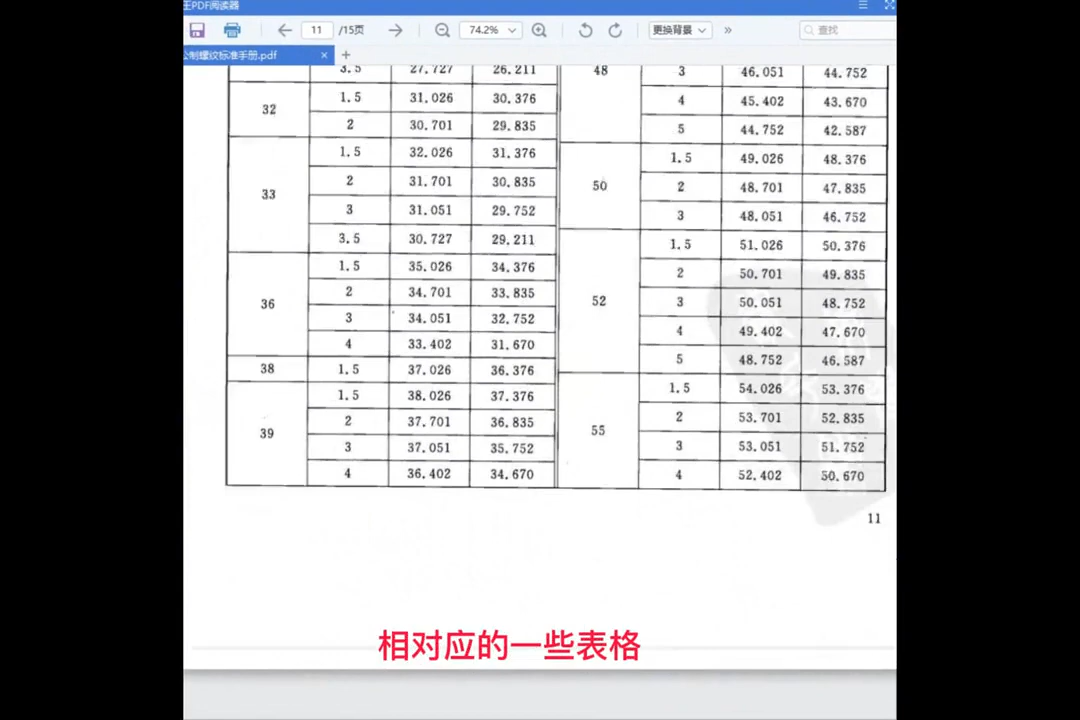 王PDF阅读器
11 /15页 74.2% 更换背景 » 查找
公制螺纹标准手册.pdf × +
3.5 27.727 26.211
32 1.5 31.026 30.376
2 30.701 29.835
33 1.5 32.026 31.376
2 31.701 30.835
3 31.051 29.752
3.5 30.727 29.211
36 1.5 35.026 34.376
2 34.701 33.835
3 34.051 32.752
4 33.402 31.670
38 1.5 37.026 36.376
39 1.5 38.026 37.376
2 37.701 36.835
3 37.051 35.752
4 36.402 34.670
48 3 46.051 44.752
4 45.402 43.670
5 44.752 42.587
50 1.5 49.026 48.376
2 48.701 47.835
3 48.051 46.752
52 1.5 51.026 50.376
2 50.701 49.835
3 50.051 48.752
4 49.402 47.670
5 48.752 46.587
55 1.5 54.026 53.376
2 53.701 52.835
3 53.051 51.752
4 52.402 50.670
11
相对应的一些表格